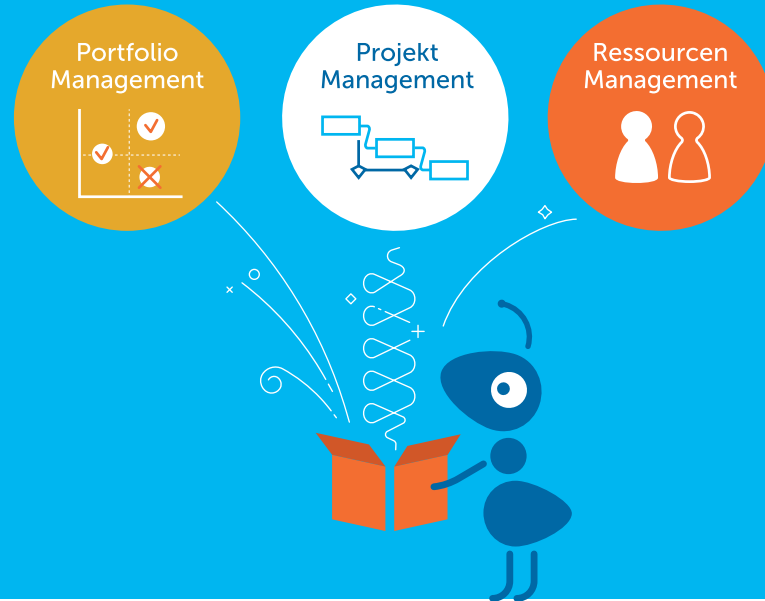 Portfolio
Management
Projekt
Management
Ressourcen
Management